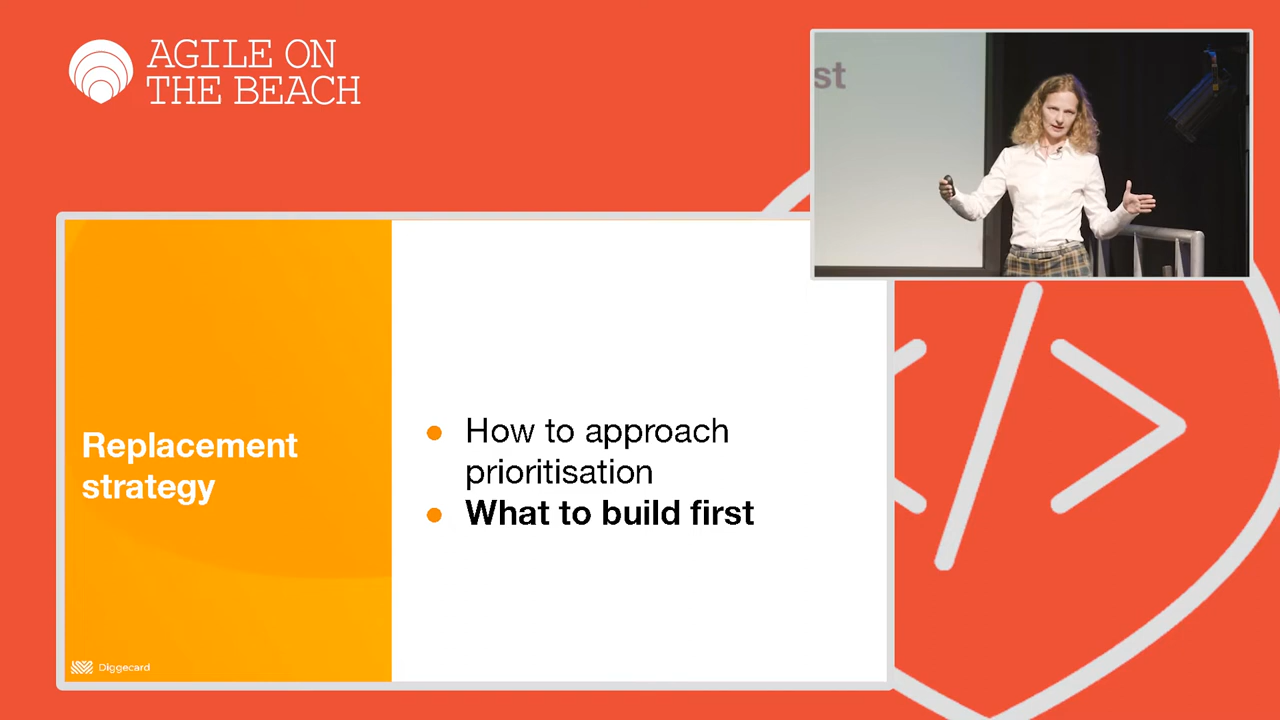 AGILE ON
THE BEACH
st
Replacement
strategy
How to approach
prioritisation
What to build first
Diggecard